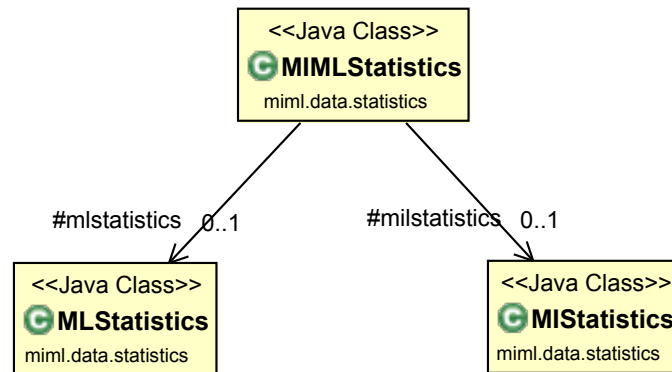 <<Java Class>>
C MIMLStatistics
miml.data.statistics
#mlstatistics 0..1
#milstatistics 0..1
<<Java Class>>
C MLStatistics
miml.data.statistics
<<Java Class>>
C MIStatistics
miml.data.statistics